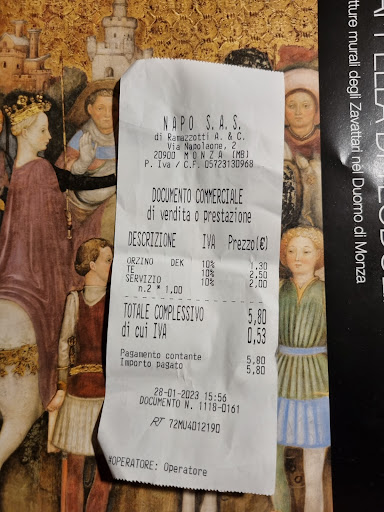 NAPO S.A.S.
di Ramazzotti A. & C.
Via Napoleone, 2
20900 MONZA (MB)
P. Iva / C.F. 05723130968
DOCUMENTO COMMERCIALE
di vendita o prestazione
DESCRIZIONE IVA Prezzo(€)
ORZINO DEK 10% 1,30
TE 10% 2,50
SERVIZIO 10% 2,00
n.2 * 1,00
TOTALE COMPLESSIVO 5,80
di cui IVA 0,53
Pagamento contante 5,80
Importo pagato 5,80
28-01-2023 15:56
DOCUMENTO N. 1118-0161
RT 72MU4012190
#OPERATORE: Operatore
tture murali degli Zavattari nel Duomo di Monza